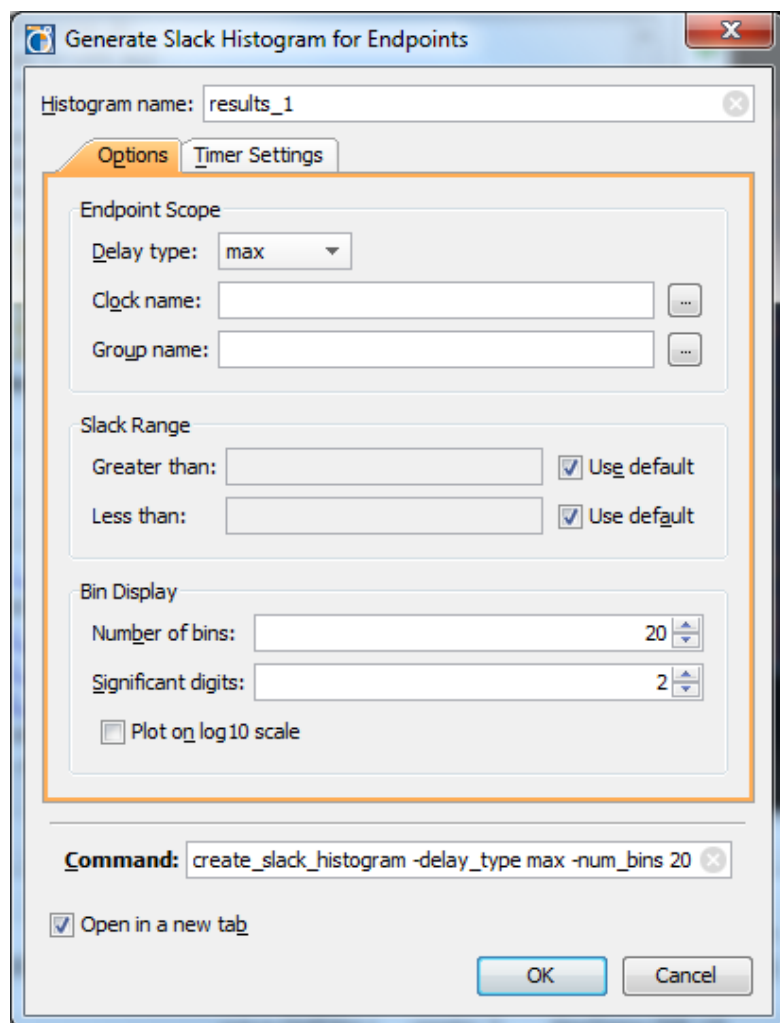 Generate Slack Histogram for Endpoints
Histogram name: results_1
Options Timer Settings
Endpoint Scope
Delay type: max
Clock name: ...
Group name: ...
Slack Range
Greater than: Use default
Less than: Use default
Bin Display
Number of bins: 20
Significant digits: 2
Plot on log10 scale
Command: create_slack_histogram -delay_type max -num_bins 20
Open in a new tab
OK Cancel